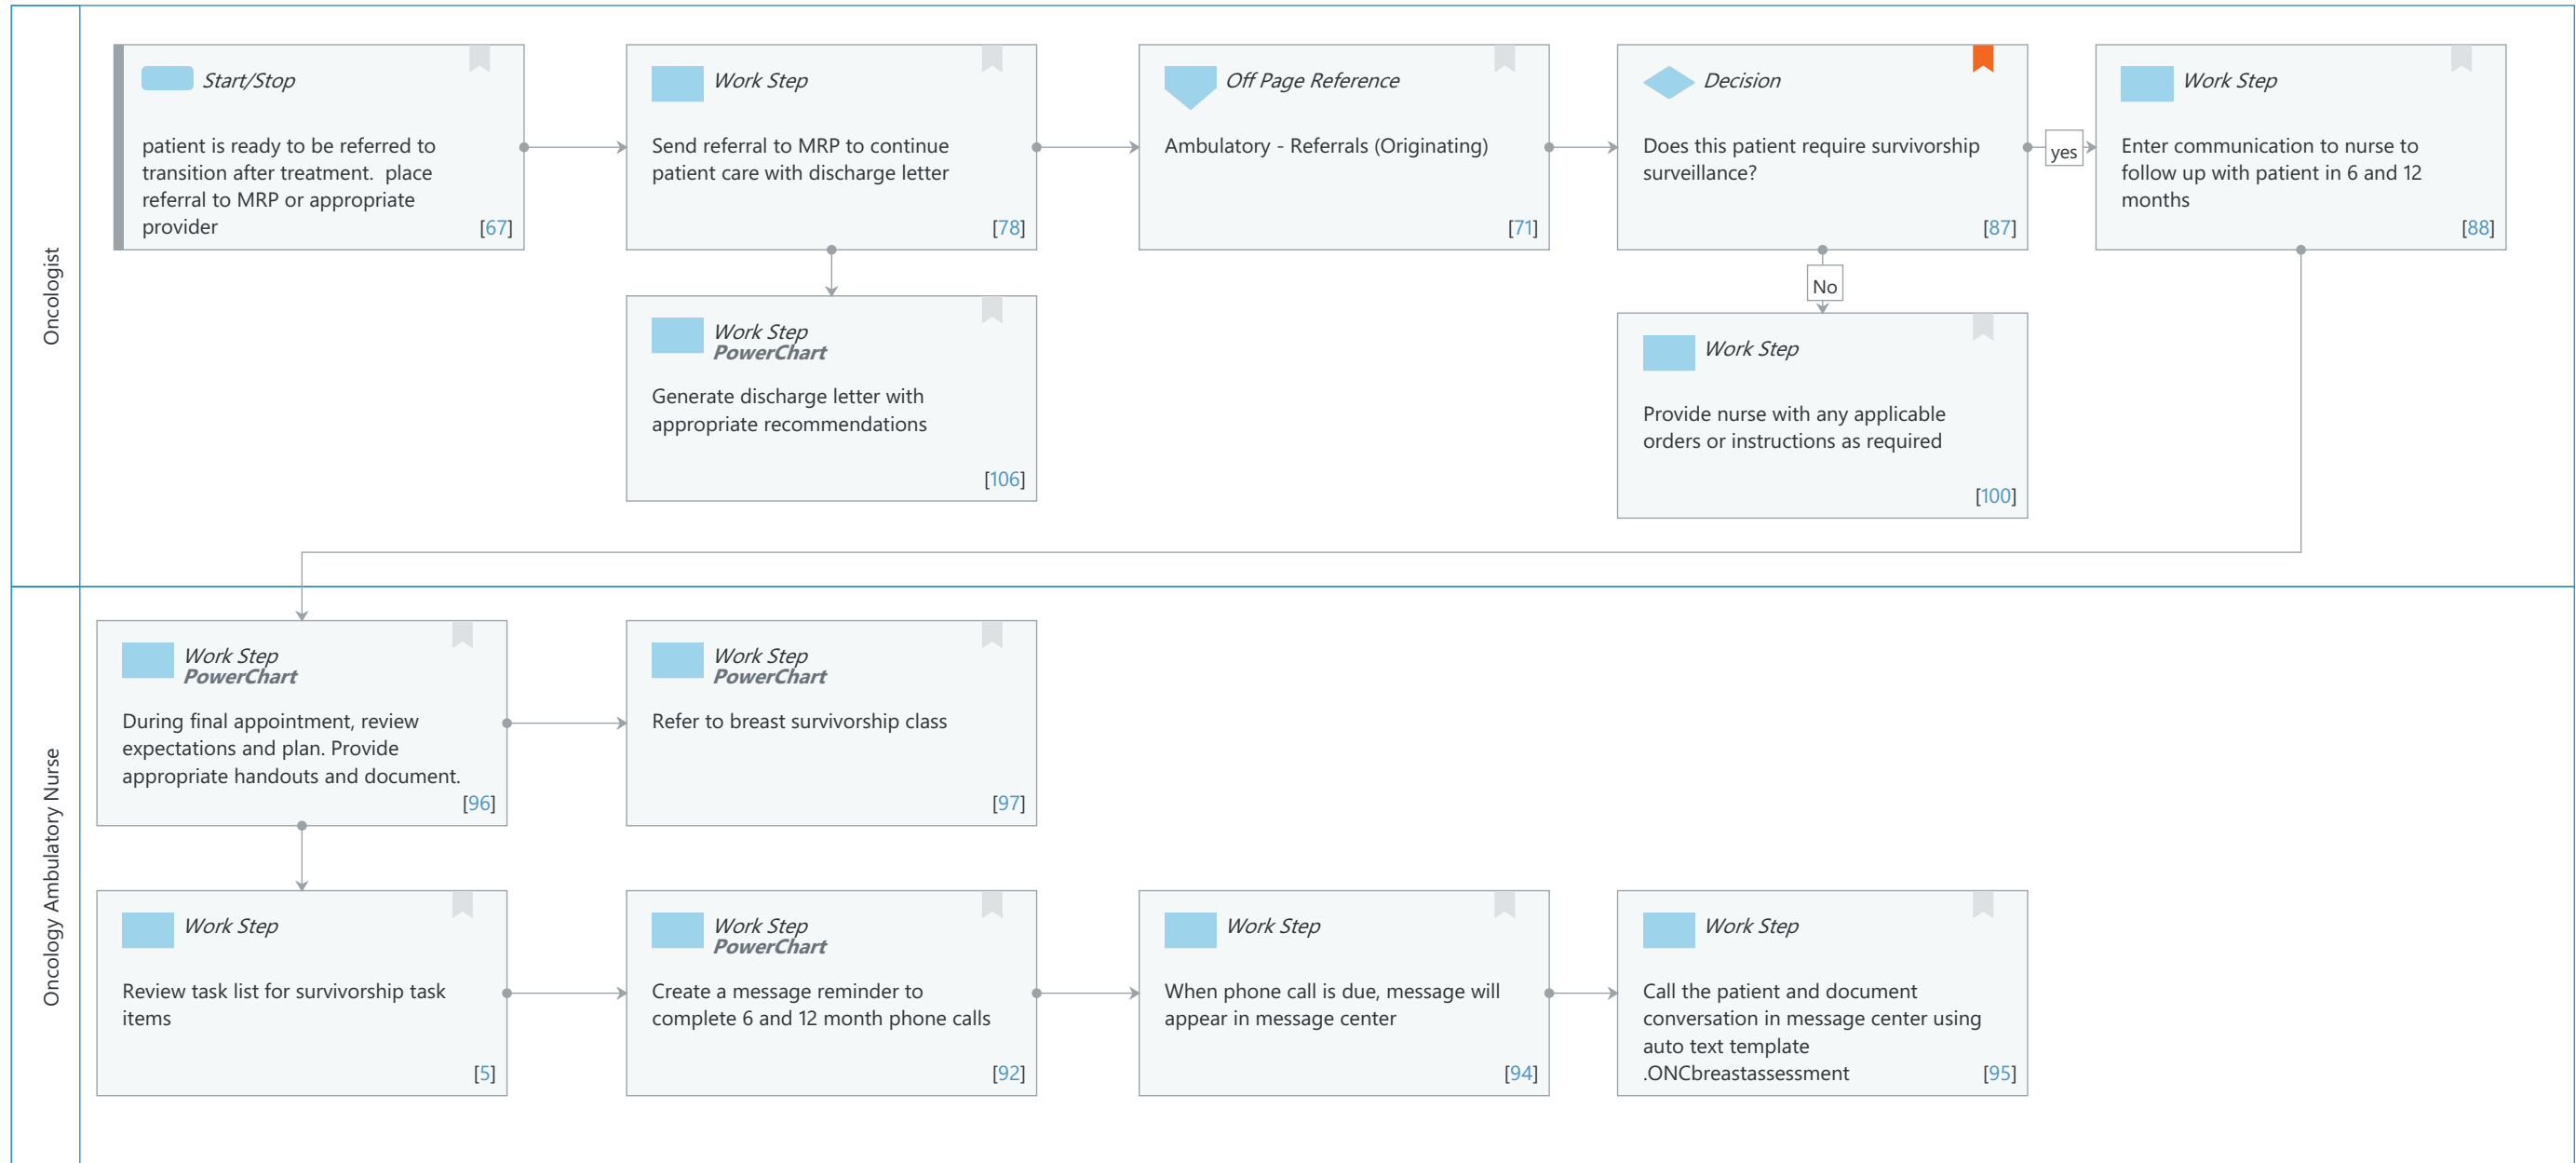 Oncologist
Start/Stop
patient is ready to be referred to
transition after treatment.  place
referral to MRP or appropriate
provider
[67]
Work Step
Send referral to MRP to continue
patient care with discharge letter
[78]
Off Page Reference
Ambulatory - Referrals (Originating)
[71]
Decision
Does this patient require survivorship
surveillance?
[87]
yes
Work Step
Enter communication to nurse to
follow up with patient in 6 and 12
months
[88]
No
Work Step
PowerChart
Generate discharge letter with
appropriate recommendations
[106]
Work Step
Provide nurse with any applicable
orders or instructions as required
[100]
Oncology Ambulatory Nurse
Work Step
PowerChart
During final appointment, review
expectations and plan. Provide
appropriate handouts and document.
[96]
Work Step
PowerChart
Refer to breast survivorship class
[97]
Work Step
Review task list for survivorship task
items
[5]
Work Step
PowerChart
Create a message reminder to
complete 6 and 12 month phone calls
[92]
Work Step
When phone call is due, message will
appear in message center
[94]
Work Step
Call the patient and document
conversation in message center using
auto text template
.ONCbreastassessment
[95]